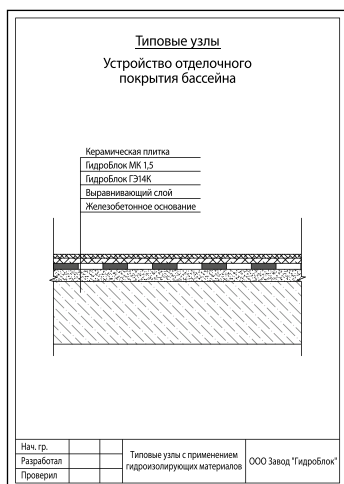 Типовые узлы
Устройство отделочного
покрытия бассейна
Керамическая плитка
ГидроБлок МК 1,5
ГидроБлок ГЭ14К
Выравнивающий слой
Железобетонное основание
Нач. гр.
Разработал
Проверил
Типовые узлы с применением
гидроизолирующих материалов
ООО Завод "ГидроБлок"